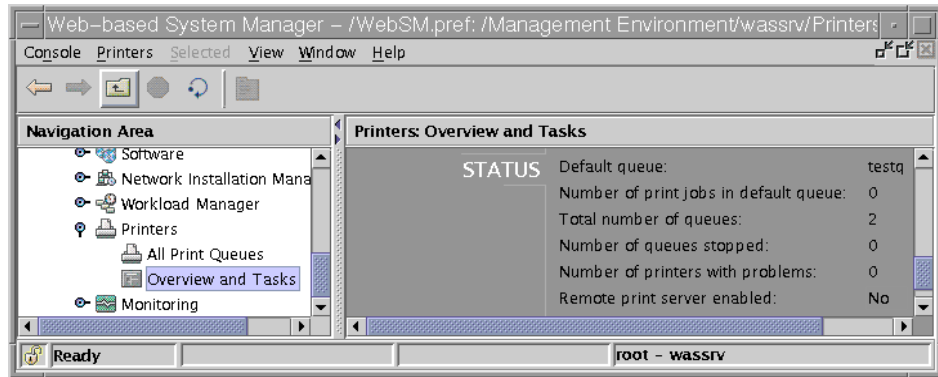 Web-based System Manager - /WebSM.pref: /Management Environment/wassrv/Printers
Console Printers Selected View Window Help
Navigation Area
Software
Network Installation Mana
Workload Manager
Printers
All Print Queues
Overview and Tasks
Monitoring
Printers: Overview and Tasks
STATUS
Default queue: testq
Number of print jobs in default queue: 0
Total number of queues: 2
Number of queues stopped: 0
Number of printers with problems: 0
Remote print server enabled: No
Ready
root - wassrv